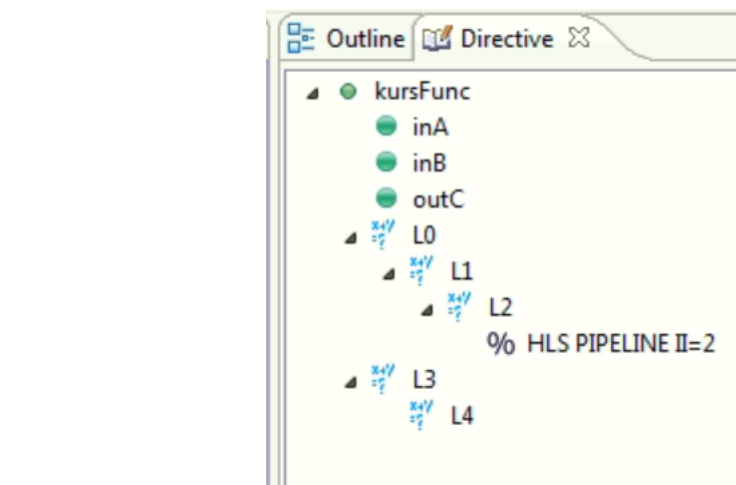 Outline Directive
kursFunc
inA
inB
outC
L0
L1
L2
% HLS PIPELINE II=2
L3
L4